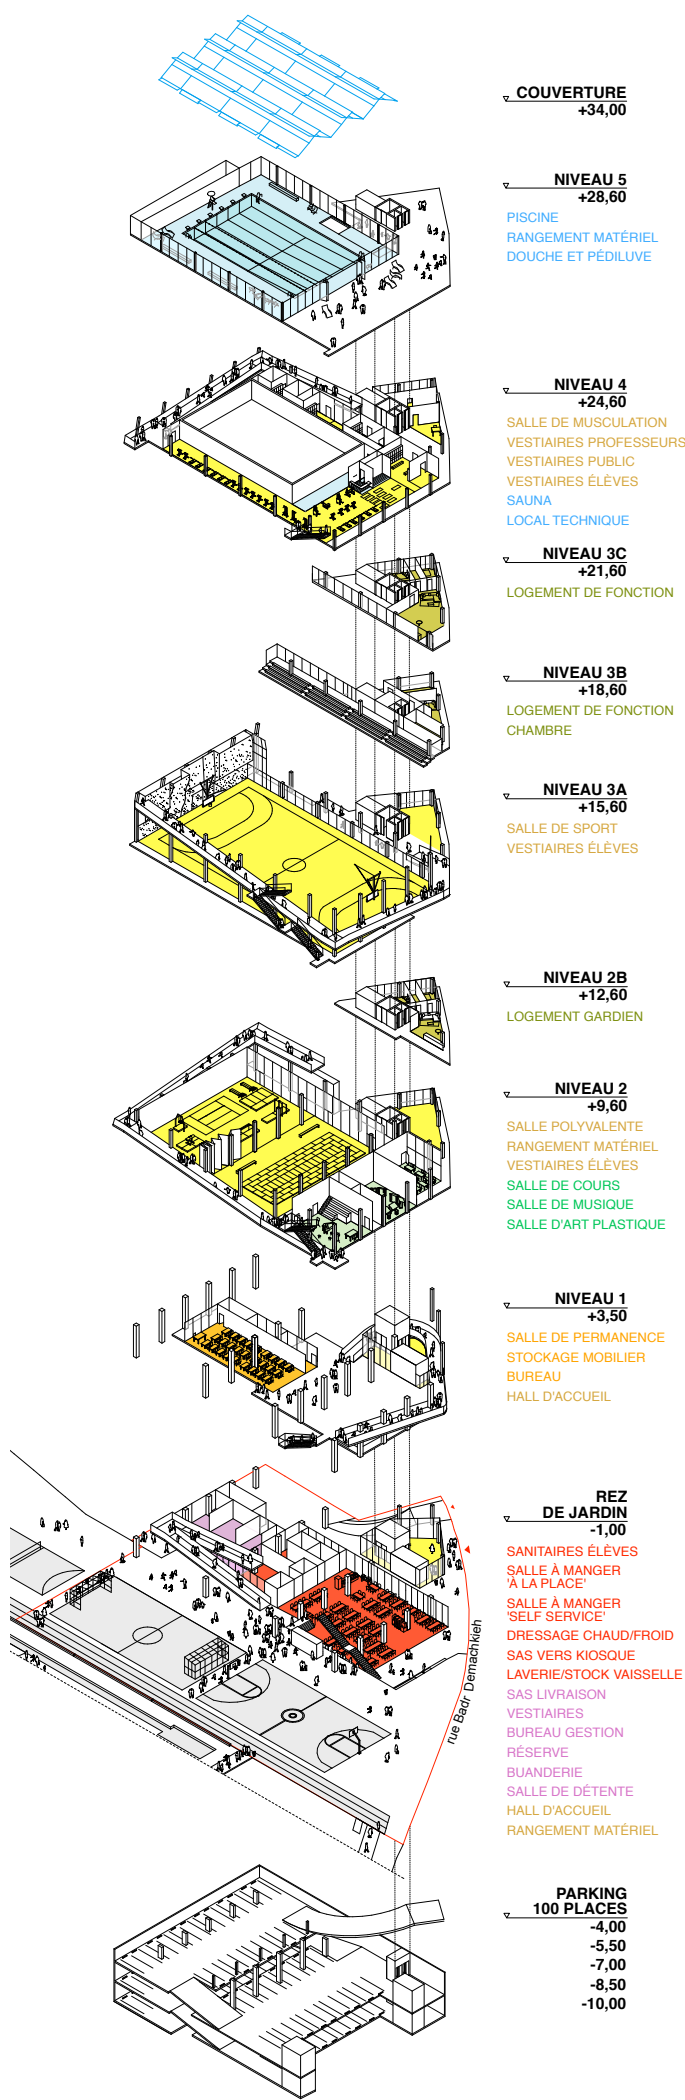 COUVERTURE
+34,00
NIVEAU 5
+28,60
PISCINE
RANGEMENT MATÉRIEL
DOUCHE ET PÉDILUVE
NIVEAU 4
+24,60
SALLE DE MUSCULATION
VESTIAIRES PROFESSEURS
VESTIAIRES PUBLIC
VESTIAIRES ÉLÈVES
SAUNA
LOCAL TECHNIQUE
NIVEAU 3C
+21,60
LOGEMENT DE FONCTION
NIVEAU 3B
+18,60
LOGEMENT DE FONCTION
CHAMBRE
NIVEAU 3A
+15,60
SALLE DE SPORT
VESTIAIRES ÉLÈVES
NIVEAU 2B
+12,60
LOGEMENT GARDIEN
NIVEAU 2
+9,60
SALLE POLYVALENTE
RANGEMENT MATÉRIEL
VESTIAIRES ÉLÈVES
SALLE DE COURS
SALLE DE MUSIQUE
SALLE D'ART PLASTIQUE
NIVEAU 1
+3,50
SALLE DE PERMANENCE
STOCKAGE MOBILIER
BUREAU
HALL D'ACCUEIL
REZ
DE JARDIN
-1,00
SANITAIRES ÉLÈVES
SALLE À MANGER
'À LA PLACE'
SALLE À MANGER
'SELF SERVICE'
DRESSAGE CHAUD/FROID
SAS VERS KIOSQUE
LAVERIE/STOCK VAISSELLE
SAS LIVRAISON
VESTIAIRES
BUREAU GESTION
RÉSERVE
BUANDERIE
SALLE DE DÉTENTE
HALL D'ACCUEIL
RANGEMENT MATÉRIEL
rue Badr Demachkieh
PARKING
100 PLACES
-4,00
-5,50
-7,00
-8,50
-10,00